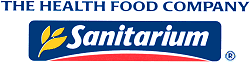 THE HEALTH FOOD COMPANY
Sanitarium ®